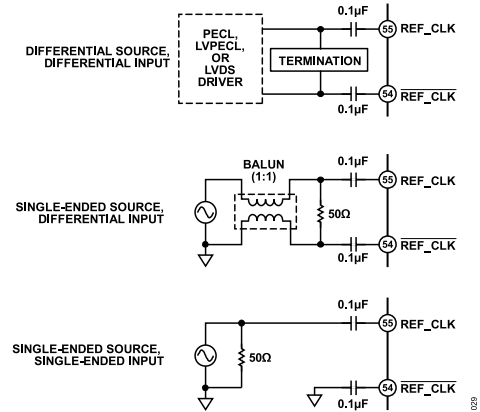 DIFFERENTIAL SOURCE,
DIFFERENTIAL INPUT
PECL,
LVPECL,
OR
LVDS
DRIVER
TERMINATION
0.1µF
55
REF_CLK
54
REF_CLK
0.1µF
SINGLE-ENDED SOURCE,
DIFFERENTIAL INPUT
BALUN
(1:1)
50Ω
0.1µF
55
REF_CLK
54
REF_CLK
0.1µF
SINGLE-ENDED SOURCE,
SINGLE-ENDED INPUT
50Ω
0.1µF
55
REF_CLK
54
REF_CLK
0.1µF
029